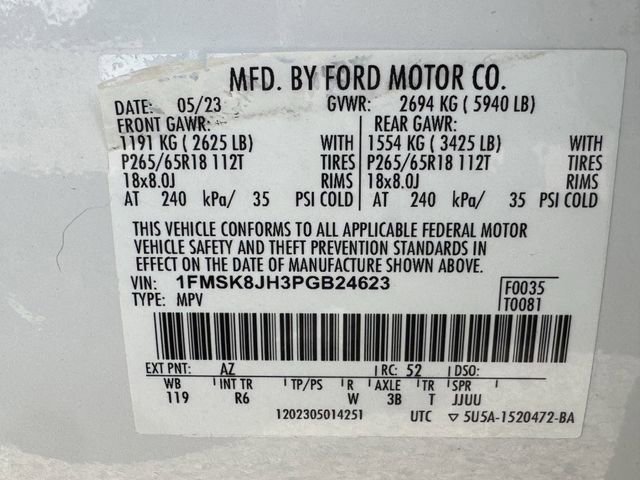 MFD. BY FORD MOTOR CO.
DATE: 05/23 GVWR: 2694 KG ( 5940 LB)
FRONT GAWR: REAR GAWR:
1191 KG ( 2625 LB) WITH 1554 KG ( 3425 LB) WITH
P265/65R18 112T TIRES P265/65R18 112T TIRES
18x8.0J RIMS 18x8.0J RIMS
AT 240 kPa/ 35 PSI COLD AT 240 kPa/ 35 PSI COLD
THIS VEHICLE CONFORMS TO ALL APPLICABLE FEDERAL MOTOR
VEHICLE SAFETY AND THEFT PREVENTION STANDARDS IN
EFFECT ON THE DATE OF MANUFACTURE SHOWN ABOVE.
VIN: 1FMSK8JH3PGB24623 F0035
TYPE: MPV T0081
EXT PNT: AZ RC: 52 DSO:
WB INT TR TP/PS R AXLE TR SPR
119 R6 W 3B T JJUU
1202305014251 UTC ▽ 5U5A-1520472-BA